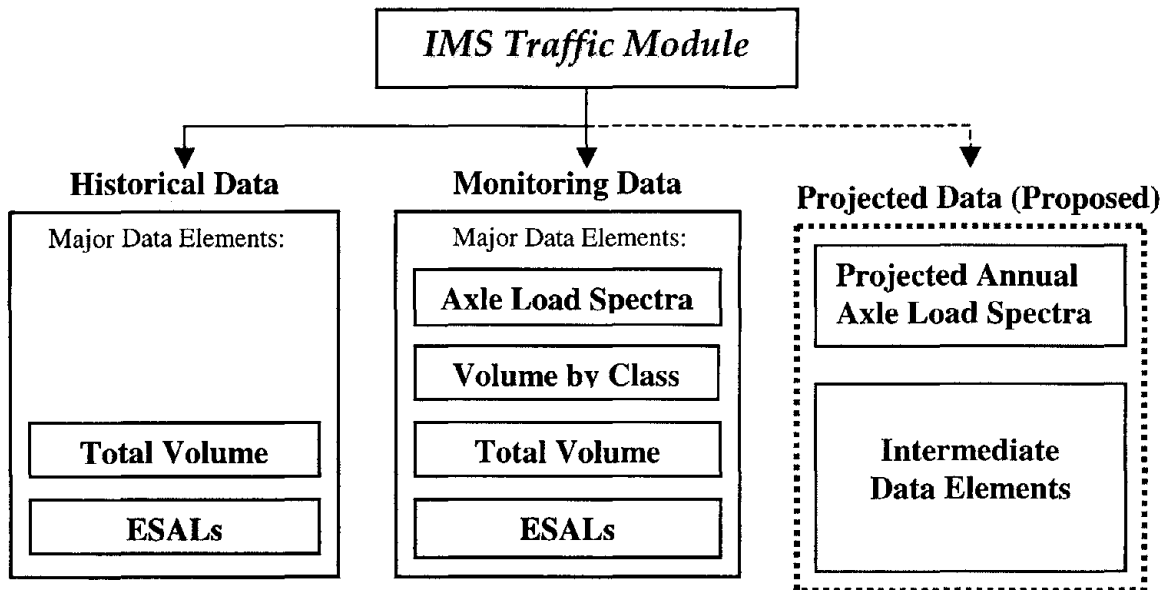 IMS Traffic Module
Historical Data
Major Data Elements:
Total Volume
ESALs
Monitoring Data
Major Data Elements:
Axle Load Spectra
Volume by Class
Total Volume
ESALs
Projected Data (Proposed)
Projected Annual
Axle Load Spectra
Intermediate
Data Elements